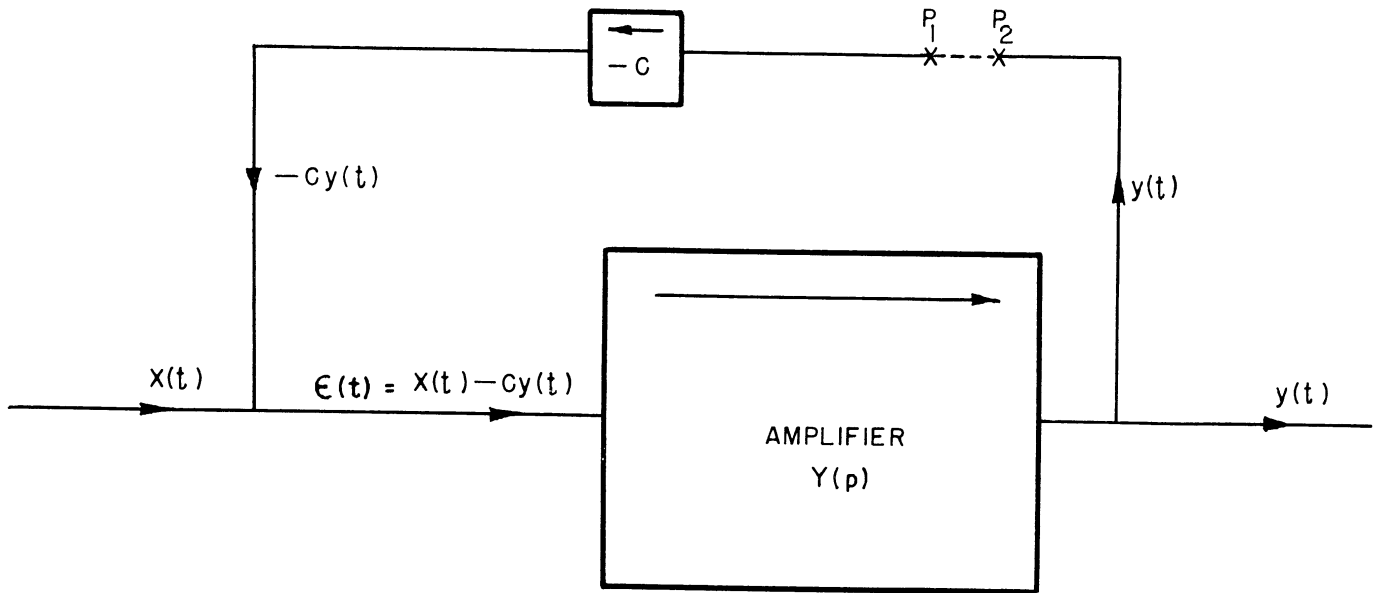 P₁ P₂
−C
−Cy(t)
y(t)
X(t)
ϵ(t) = X(t)−Cy(t)
y(t)
AMPLIFIER
Y(p)